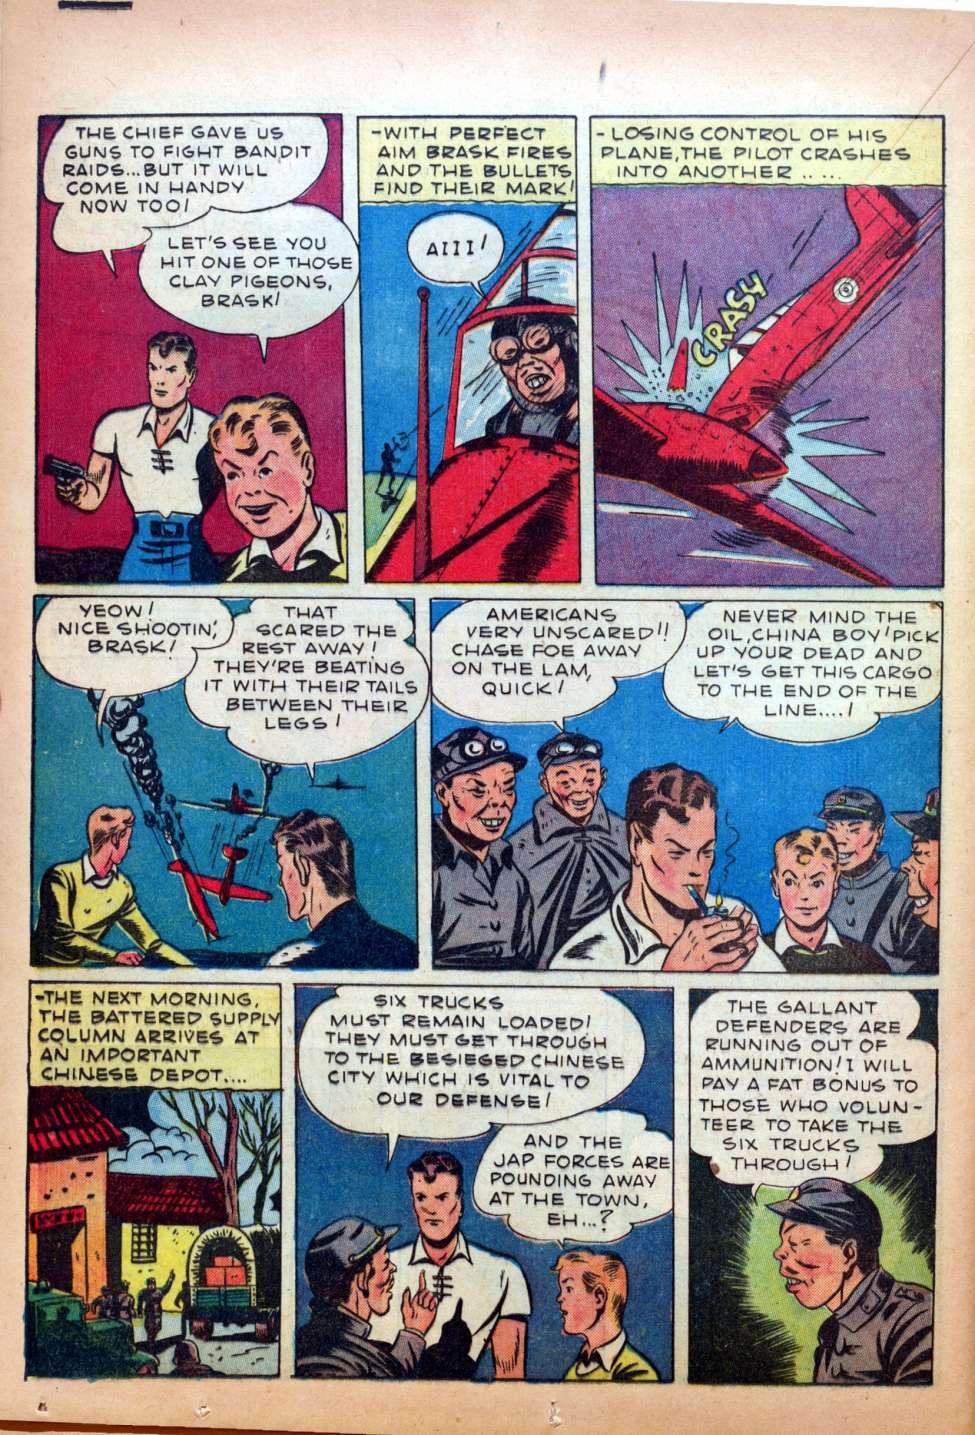 THE CHIEF GAVE US
GUNS TO FIGHT BANDIT
RAIDS...BUT IT WILL
COME IN HANDY
NOW TOO!
LET'S SEE YOU
HIT ONE OF THOSE
CLAY PIGEONS,
BRASK!
-WITH PERFECT
AIM BRASK FIRES
AND THE BULLETS
FIND THEIR MARK!
AIII!
-LOSING CONTROL OF HIS
PLANE, THE PILOT CRASHES
INTO ANOTHER .. ...
CRASH
YEOW!
NICE SHOOTIN',
BRASK!
THAT
SCARED THE
REST AWAY!
THEY'RE BEATING
IT WITH THEIR TAILS
BETWEEN THEIR
LEGS!
AMERICANS
VERY UNSCARED!!
CHASE FOE AWAY
ON THE LAM,
QUICK!
NEVER MIND THE
OIL, CHINA BOY! PICK
UP YOUR DEAD AND
LET'S GET THIS CARGO
TO THE END OF THE
LINE....!
-THE NEXT MORNING,
THE BATTERED SUPPLY
COLUMN ARRIVES AT
AN IMPORTANT
CHINESE DEPOT....
SIX TRUCKS
MUST REMAIN LOADED!
THEY MUST GET THROUGH
TO THE BESIEGED CHINESE
CITY WHICH IS VITAL TO
OUR DEFENSE!
AND THE
JAP FORCES ARE
POUNDING AWAY
AT THE TOWN,
EH...?
THE GALLANT
DEFENDERS ARE
RUNNING OUT OF
AMMUNITION! I WILL
PAY A FAT BONUS TO
THOSE WHO VOLUN-
TEER TO TAKE THE
SIX TRUCKS
THROUGH!